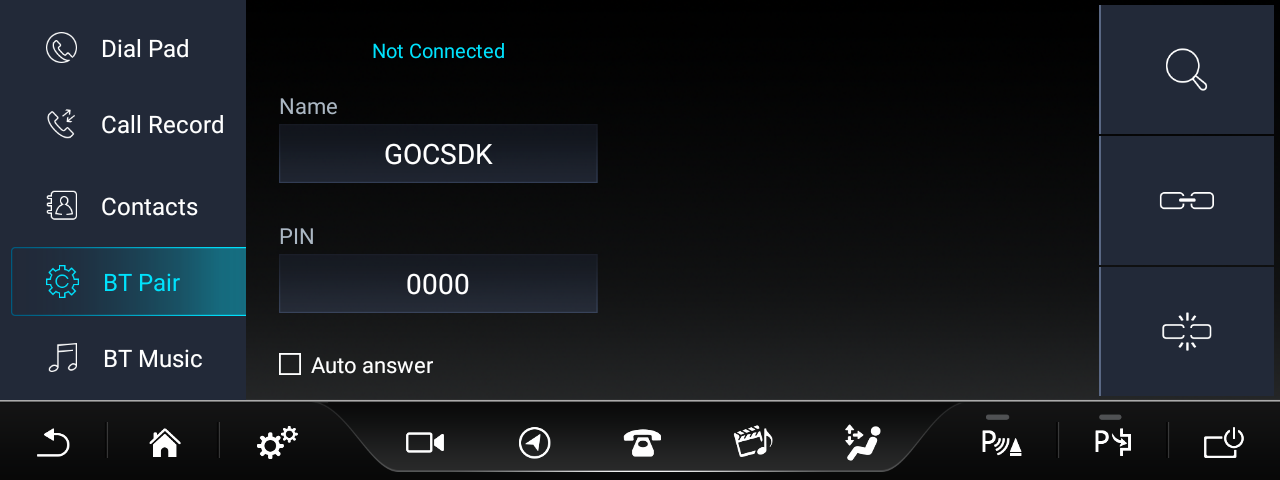 Dial Pad
Call Record
Contacts
BT Pair
BT Music
Not Connected
Name
GOCSDK
PIN
0000
Auto answer
P
P